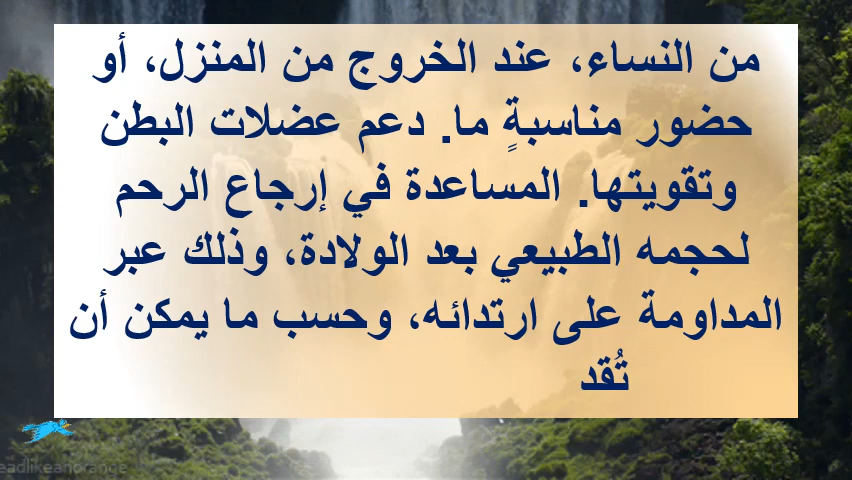 من النساء، عند الخروج من المنزل، أو
حضور مناسبةٍ ما. دعم عضلات البطن
وتقويتها. المساعدة في إرجاع الرحم
لحجمه الطبيعي بعد الولادة، وذلك عبر
المداومة على ارتدائه، وحسب ما يمكن أن
تُقد
eadlikeanorange